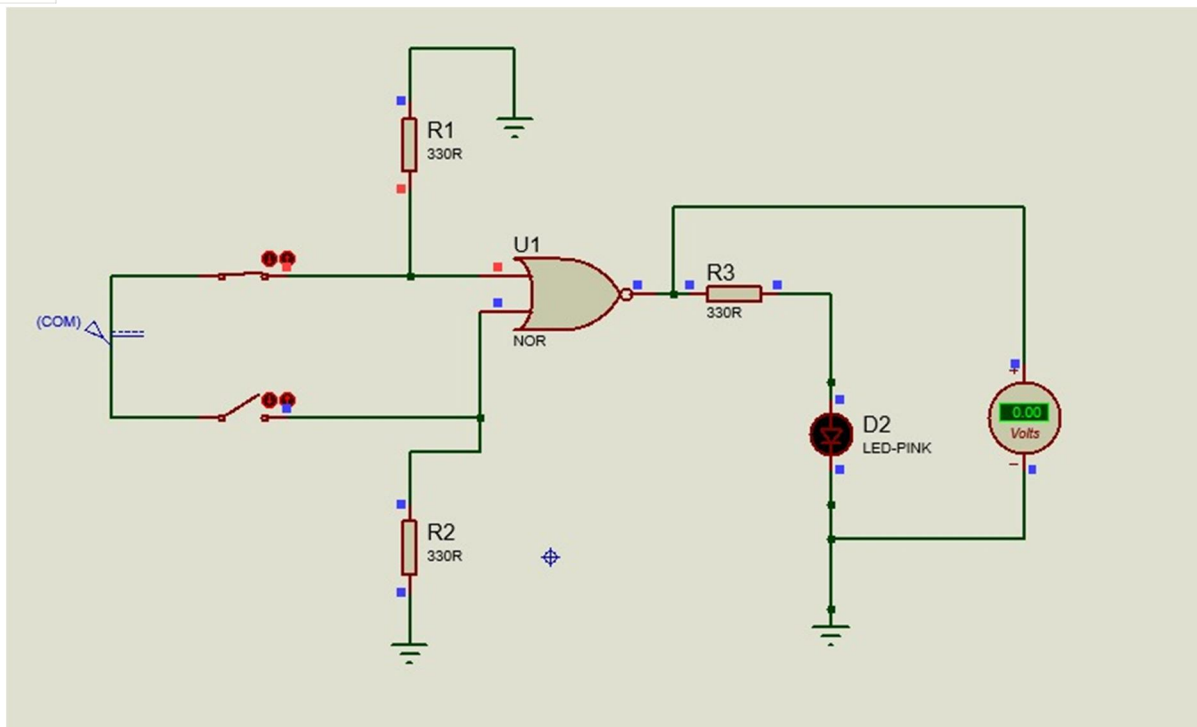 R1
330R
U1
NOR
(COM)
R3
330R
+
0.00
Volts
−
D2
LED-PINK
R2
330R